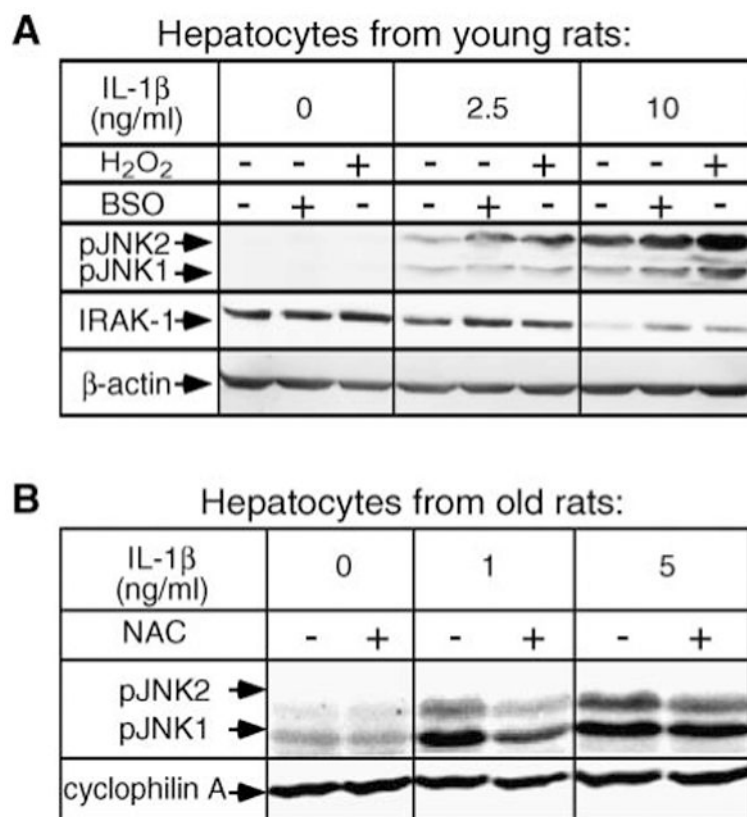 A Hepatocytes from young rats:
IL-1β
(ng/ml) 0 2.5 10
H₂O₂ - - + - - + - - +
BSO - + - - + - - + -
pJNK2
pJNK1
IRAK-1
β-actin
B Hepatocytes from old rats:
IL-1β
(ng/ml) 0 1 5
NAC - + - + - +
pJNK2
pJNK1
cyclophilin A